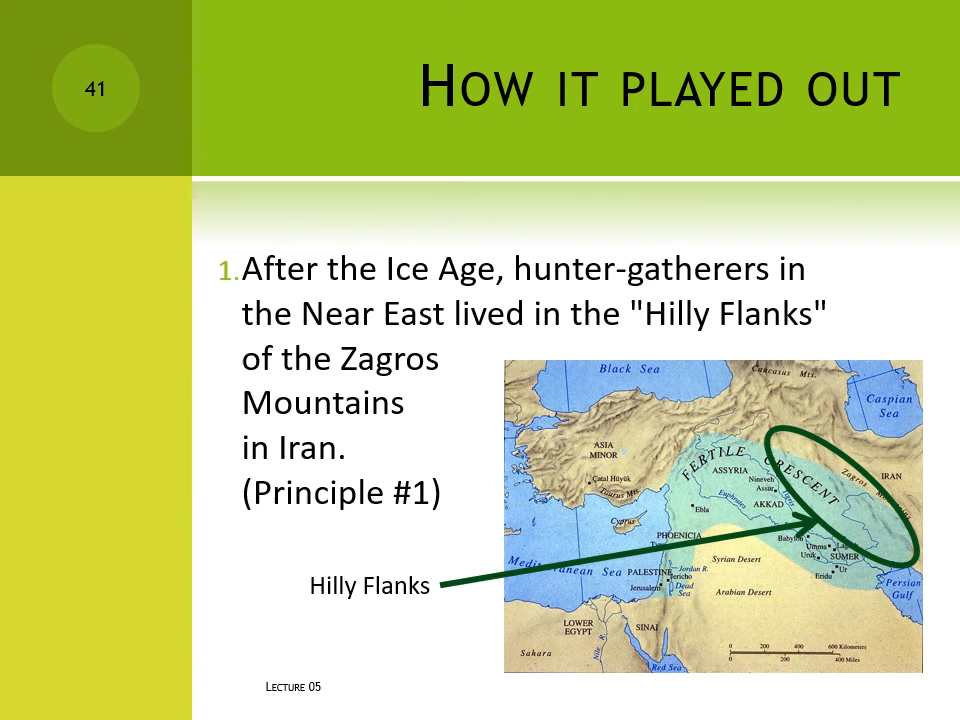 41
HOW IT PLAYED OUT
1. After the Ice Age, hunter-gatherers in
the Near East lived in the "Hilly Flanks"
of the Zagros
Mountains
in Iran.
(Principle #1)
Hilly Flanks
Black Sea
Caucasus Mts.
Caspian
Sea
ASIA
MINOR
FERTILE CRESCENT
ASSYRIA
Zagros
IRAN
Çatal Hüyük
Taurus Mts.
Nineveh
Assur
Tigris
Euphrates
AKKAD
Ebla
Cyprus
PHOENICIA
Babylon
Umma
Lagash
Uruk
SUMER
Mediterranean Sea
Syrian Desert
PALESTINE
Jordan R.
Jericho
Ur
Eridu
Jerusalem
Dead
Sea
Arabian Desert
Persian
Gulf
LOWER
EGYPT
SINAI
Nile R.
Sahara
Red Sea
0 200 400 600 Kilometers
0 200 400 Miles
LECTURE 05